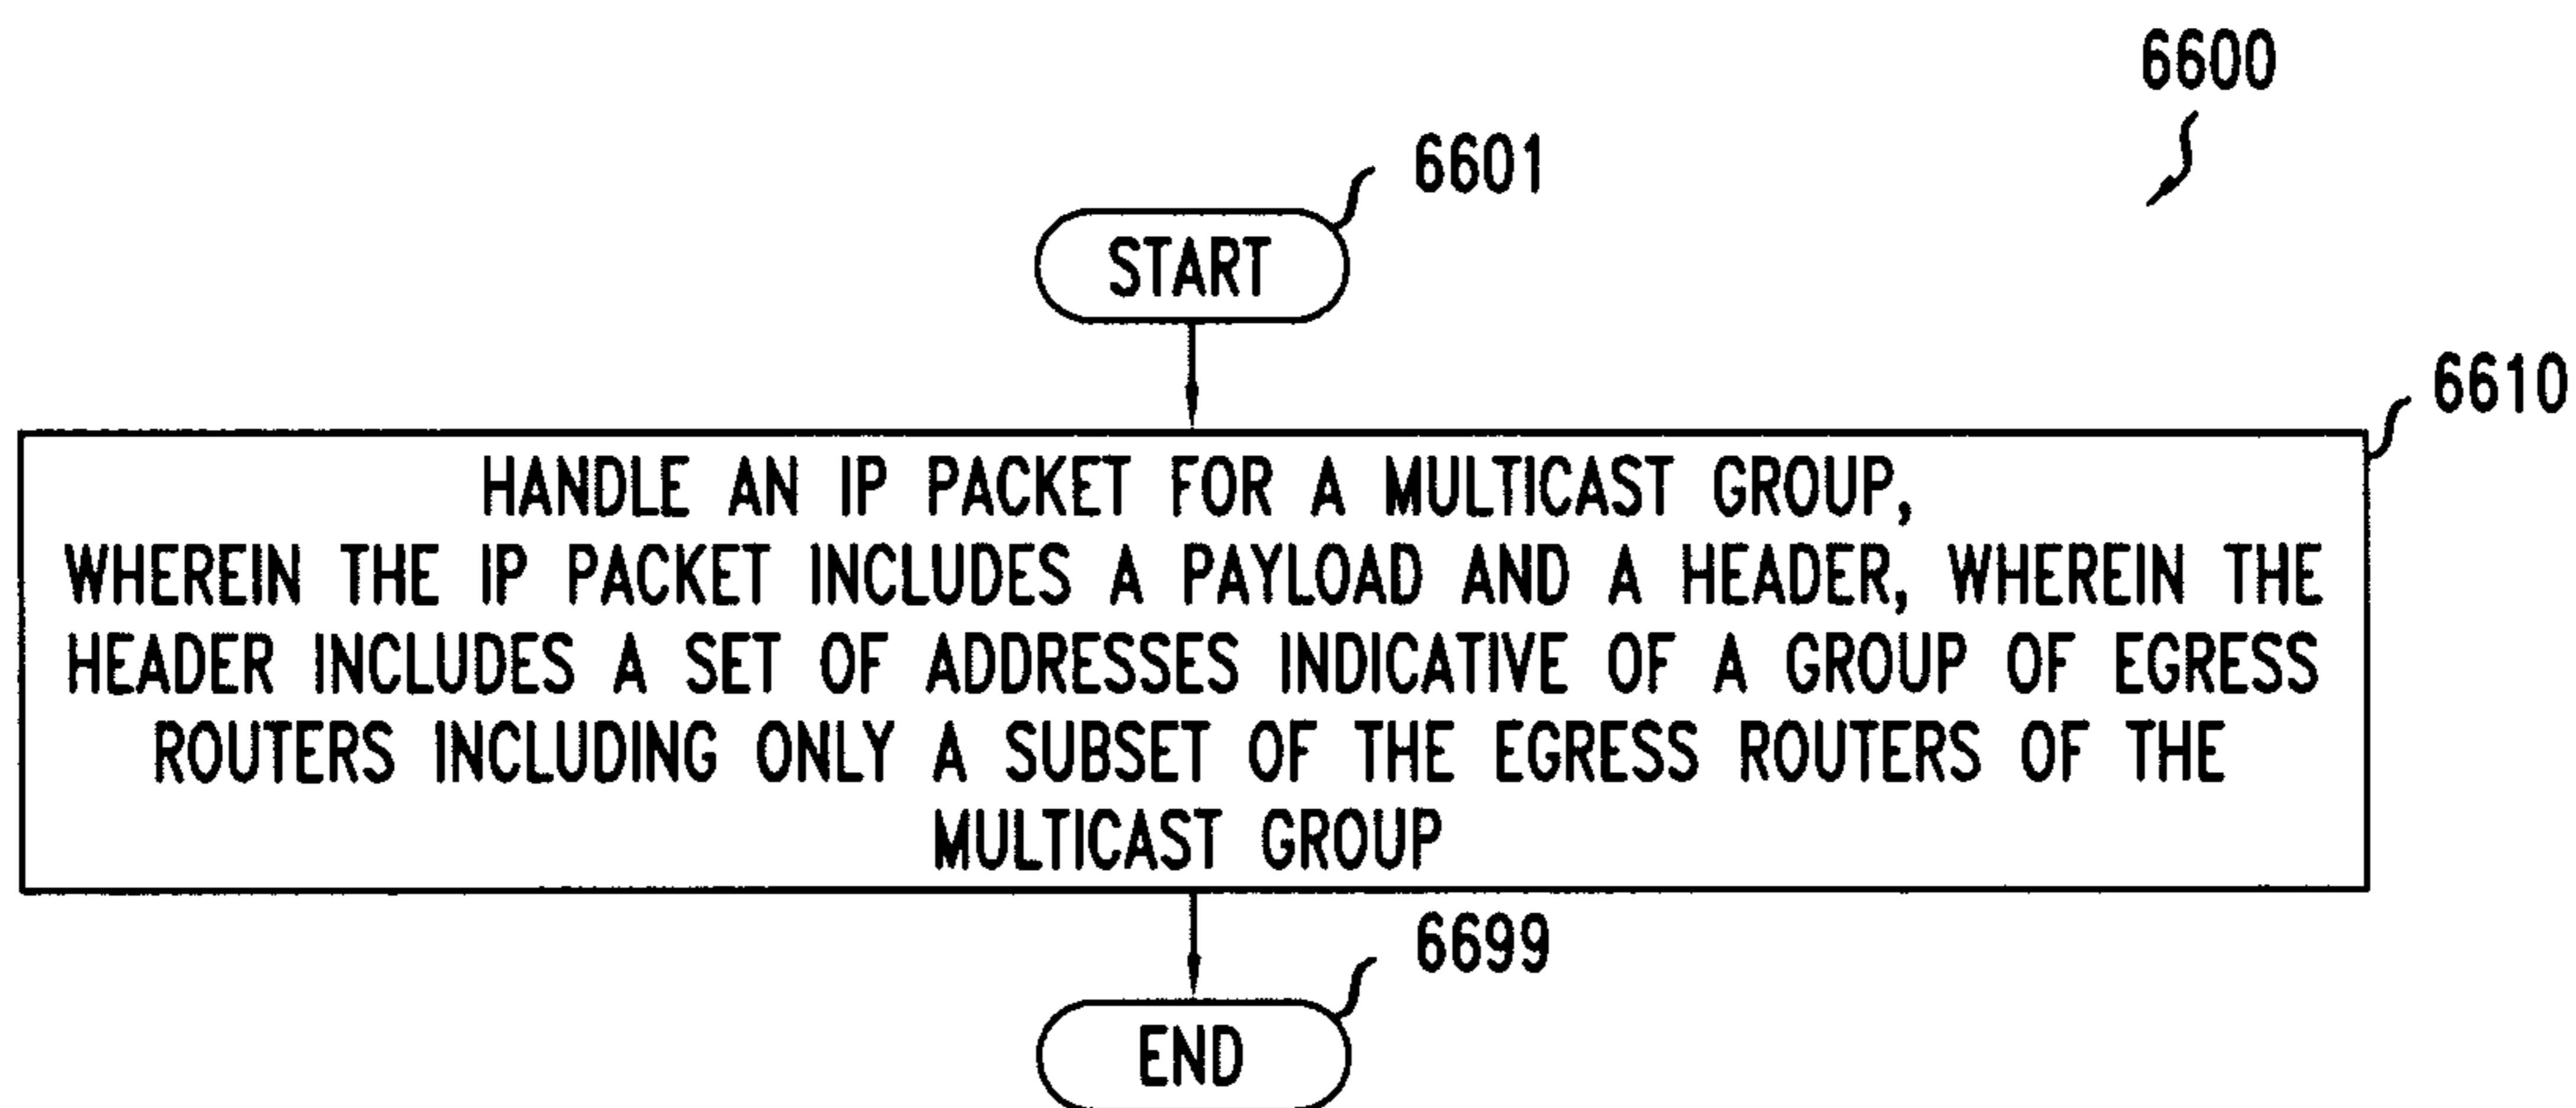 6600
6601
START
6610
HANDLE AN IP PACKET FOR A MULTICAST GROUP,
WHEREIN THE IP PACKET INCLUDES A PAYLOAD AND A HEADER, WHEREIN THE
HEADER INCLUDES A SET OF ADDRESSES INDICATIVE OF A GROUP OF EGRESS
ROUTERS INCLUDING ONLY A SUBSET OF THE EGRESS ROUTERS OF THE
MULTICAST GROUP
6699
END